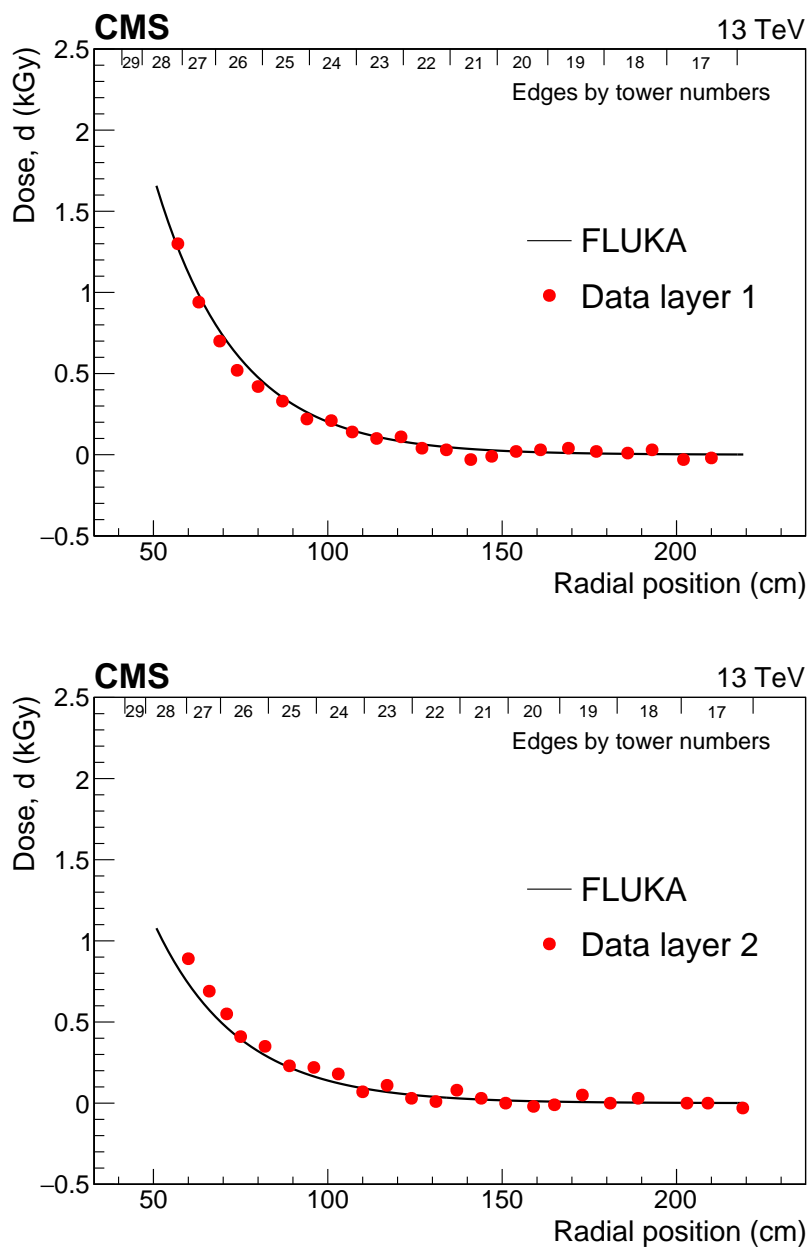 CMS 13 TeV
2.5
29 28 27 26 25 24 23 22 21 20 19 18 17
Edges by tower numbers
Dose, d (kGy)
2
1.5
FLUKA
1
Data layer 1
0.5
0
−0.5
50 100 150 200
Radial position (cm)
CMS 13 TeV
2.5
29 28 27 26 25 24 23 22 21 20 19 18 17
Edges by tower numbers
Dose, d (kGy)
2
1.5
FLUKA
1
Data layer 2
0.5
0
−0.5
50 100 150 200
Radial position (cm)